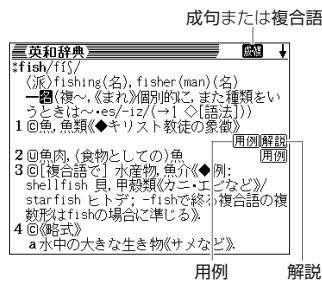 成句または複合語
英和辞典 成・複 ↓
*fish/fíʃ/
〈派〉fishing(名), fisher(man)(名)
━名(複~,《まれ》個別的に, また種類をい
うときは~・es/-iz/(→1 ◇[語法]))
1 Ⓒ魚, 魚類《◆キリスト教徒の象徴》
用例 解説
2 Ⓤ魚肉, (食物としての)魚 用例
3 Ⓒ[複合語で] 水産物, 魚介《◆例:
shellfish 貝, 甲殻類《カニ・エビなど》/
starfish ヒトデ; -fishで終る複合語の複
数形はfishの場合に準じる》.
4 Ⓒ《略式》
a 水中の大きな生き物《サメなど》.
用例 解説